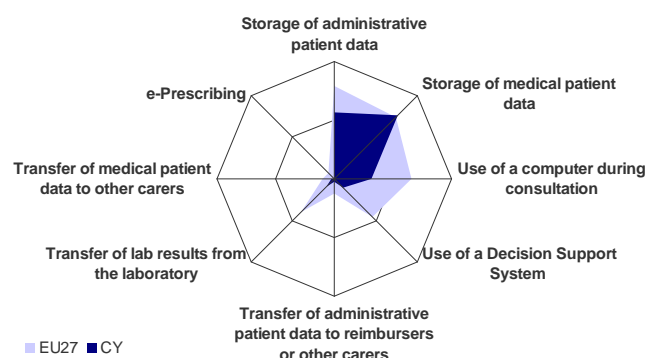 Storage of administrative
patient data
Storage of medical patient
data
e-Prescribing
Transfer of medical patient
data to other carers
Use of a computer during
consultation
Transfer of lab results from
the laboratory
Use of a Decision Support
System
Transfer of administrative
patient data to reimbursers
or other carers
EU27 CY